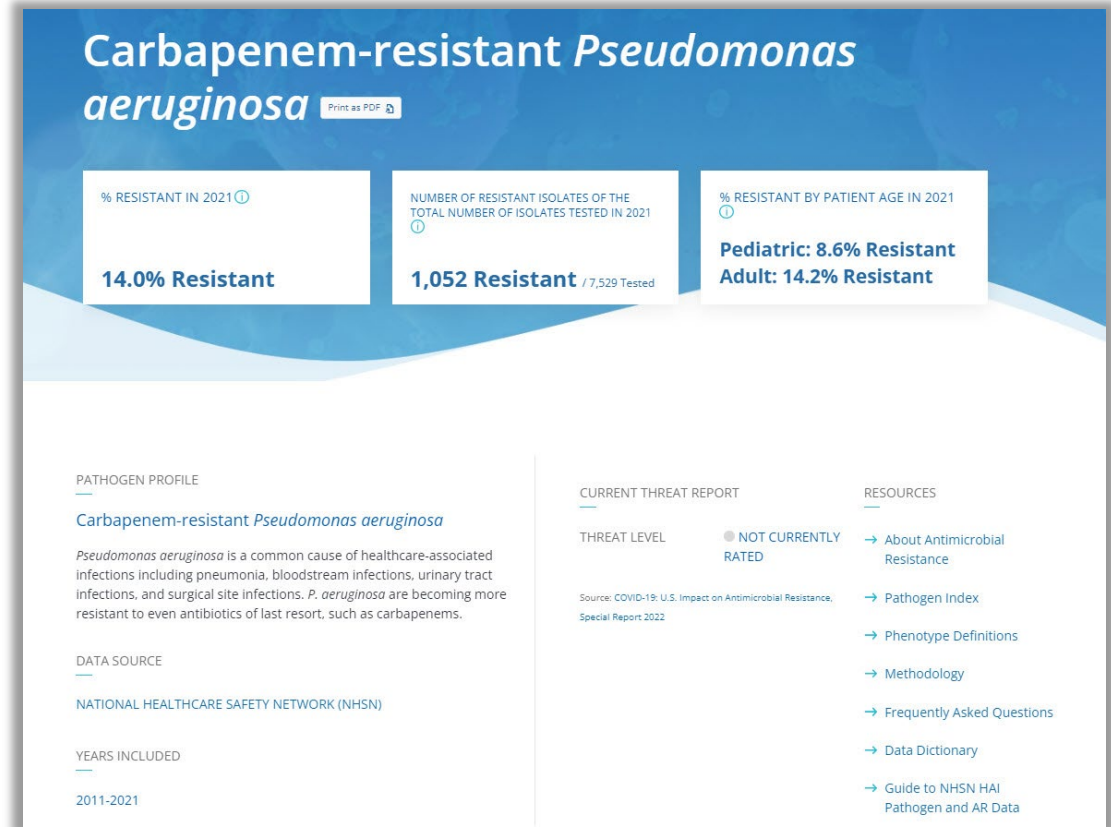 Carbapenem-resistant Pseudomonas
aeruginosa Print as PDF
% RESISTANT IN 2021
14.0% Resistant
NUMBER OF RESISTANT ISOLATES OF THE
TOTAL NUMBER OF ISOLATES TESTED IN 2021
1,052 Resistant / 7,529 Tested
% RESISTANT BY PATIENT AGE IN 2021
Pediatric: 8.6% Resistant
Adult: 14.2% Resistant
PATHOGEN PROFILE
Carbapenem-resistant Pseudomonas aeruginosa
Pseudomonas aeruginosa is a common cause of healthcare-associated
infections including pneumonia, bloodstream infections, urinary tract
infections, and surgical site infections. P. aeruginosa are becoming more
resistant to even antibiotics of last resort, such as carbapenems.
DATA SOURCE
NATIONAL HEALTHCARE SAFETY NETWORK (NHSN)
YEARS INCLUDED
2011-2021
CURRENT THREAT REPORT
THREAT LEVEL
NOT CURRENTLY
RATED
Source: COVID-19: U.S. Impact on Antimicrobial Resistance,
Special Report 2022
RESOURCES
→ About Antimicrobial
Resistance
→ Pathogen Index
→ Phenotype Definitions
→ Methodology
→ Frequently Asked Questions
→ Data Dictionary
→ Guide to NHSN HAI
Pathogen and AR Data